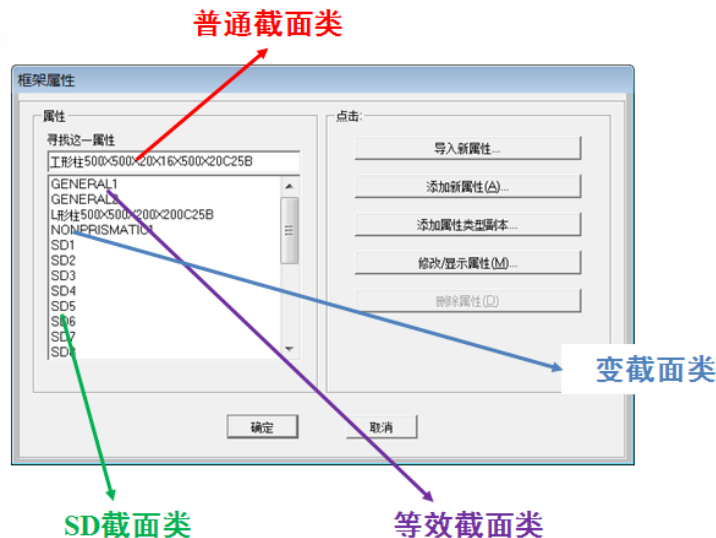 普通截面类
框架属性
属性
寻找这一属性
工形柱500X500X20X16X500X20C25B
GENERAL1
GENERAL2
L形柱500X500X200X200C25B
NONPRISMATIC1
SD1
SD2
SD3
SD4
SD5
SD6
SD7
SD8
点击:
导入新属性...
添加新属性(A)...
添加属性类型副本...
修改/显示属性(M)...
删除属性(D)
确定
取消
变截面类
SD截面类
等效截面类